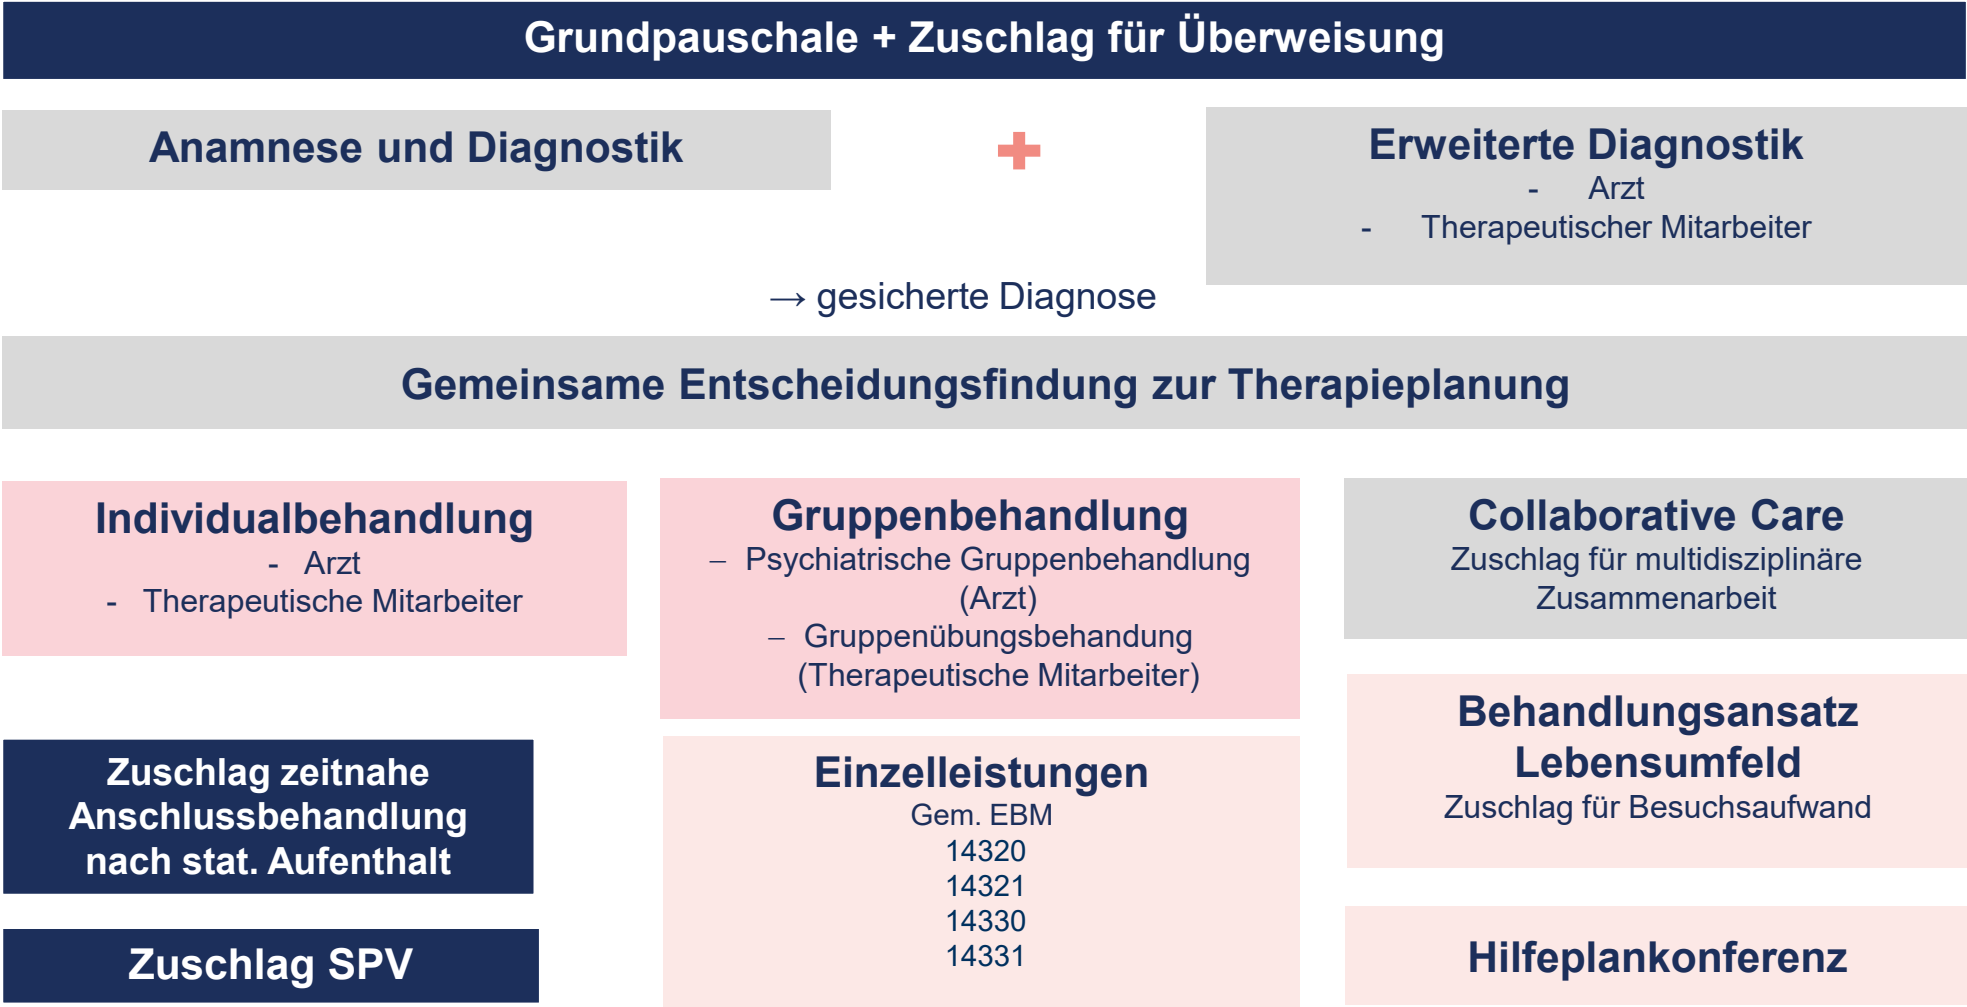 Grundpauschale + Zuschlag für Überweisung
Anamnese und Diagnostik
Erweiterte Diagnostik
- Arzt
- Therapeutischer Mitarbeiter
→ gesicherte Diagnose
Gemeinsame Entscheidungsfindung zur Therapieplanung
Individualbehandlung
- Arzt
- Therapeutische Mitarbeiter
Gruppenbehandlung
– Psychiatrische Gruppenbehandlung
(Arzt)
– Gruppenübungsbehandung
(Therapeutische Mitarbeiter)
Collaborative Care
Zuschlag für multidisziplinäre
Zusammenarbeit
Zuschlag zeitnahe
Anschlussbehandlung
nach stat. Aufenthalt
Zuschlag SPV
Einzelleistungen
Gem. EBM
14320
14321
14330
14331
Behandlungsansatz
Lebensumfeld
Zuschlag für Besuchsaufwand
Hilfeplankonferenz